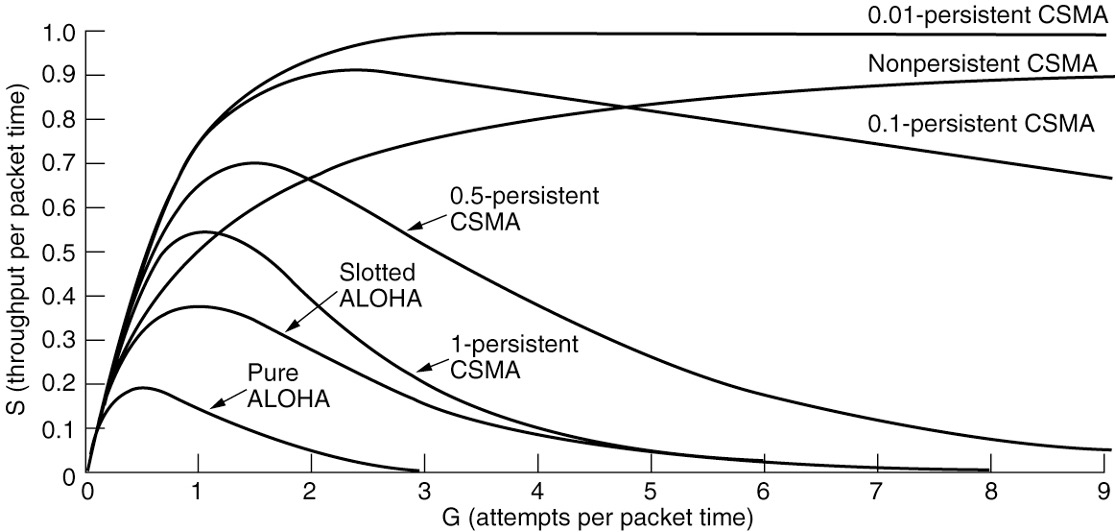 0.01-persistent CSMA
Nonpersistent CSMA
0.1-persistent CSMA
0.5-persistent
CSMA
Slotted
ALOHA
1-persistent
CSMA
Pure
ALOHA
S (throughput per packet time)
1.0
0.9
0.8
0.7
0.6
0.5
0.4
0.3
0.2
0.1
0
0 1 2 3 4 5 6 7 8 9
G (attempts per packet time)